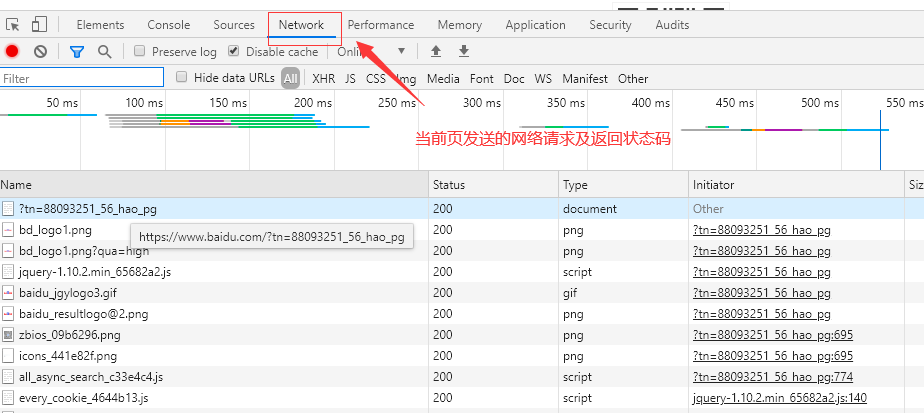 Elements Console Sources Network Performance Memory Application Security Audits
Preserve log Disable cache Onli
Filter Hide data URLs All XHR JS CSS Img Media Font Doc WS Manifest Other
50 ms 100 ms 150 ms 200 ms 250 ms 300 ms 350 ms 400 ms 450 ms 500 ms 550 ms
当前页发送的网络请求及返回状态码
Name Status Type Initiator Siz
?tn=88093251_56_hao_pg 200 document Other
bd_logo1.png 200 png ?tn=88093251_56_hao_pg
https://www.baidu.com/?tn=88093251_56_hao_pg
bd_logo1.png?qua=high 200 png ?tn=88093251_56_hao_pg
jquery-1.10.2.min_65682a2.js 200 script ?tn=88093251_56_hao_pg
baidu_jgylogo3.gif 200 gif ?tn=88093251_56_hao_pg
baidu_resultlogo@2.png 200 png ?tn=88093251_56_hao_pg
zbios_09b6296.png 200 png ?tn=88093251_56_hao_pg:695
icons_441e82f.png 200 png ?tn=88093251_56_hao_pg:695
all_async_search_c33e4c4.js 200 script ?tn=88093251_56_hao_pg:774
every_cookie_4644b13.js 200 script jquery-1.10.2.min_65682a2.js:140